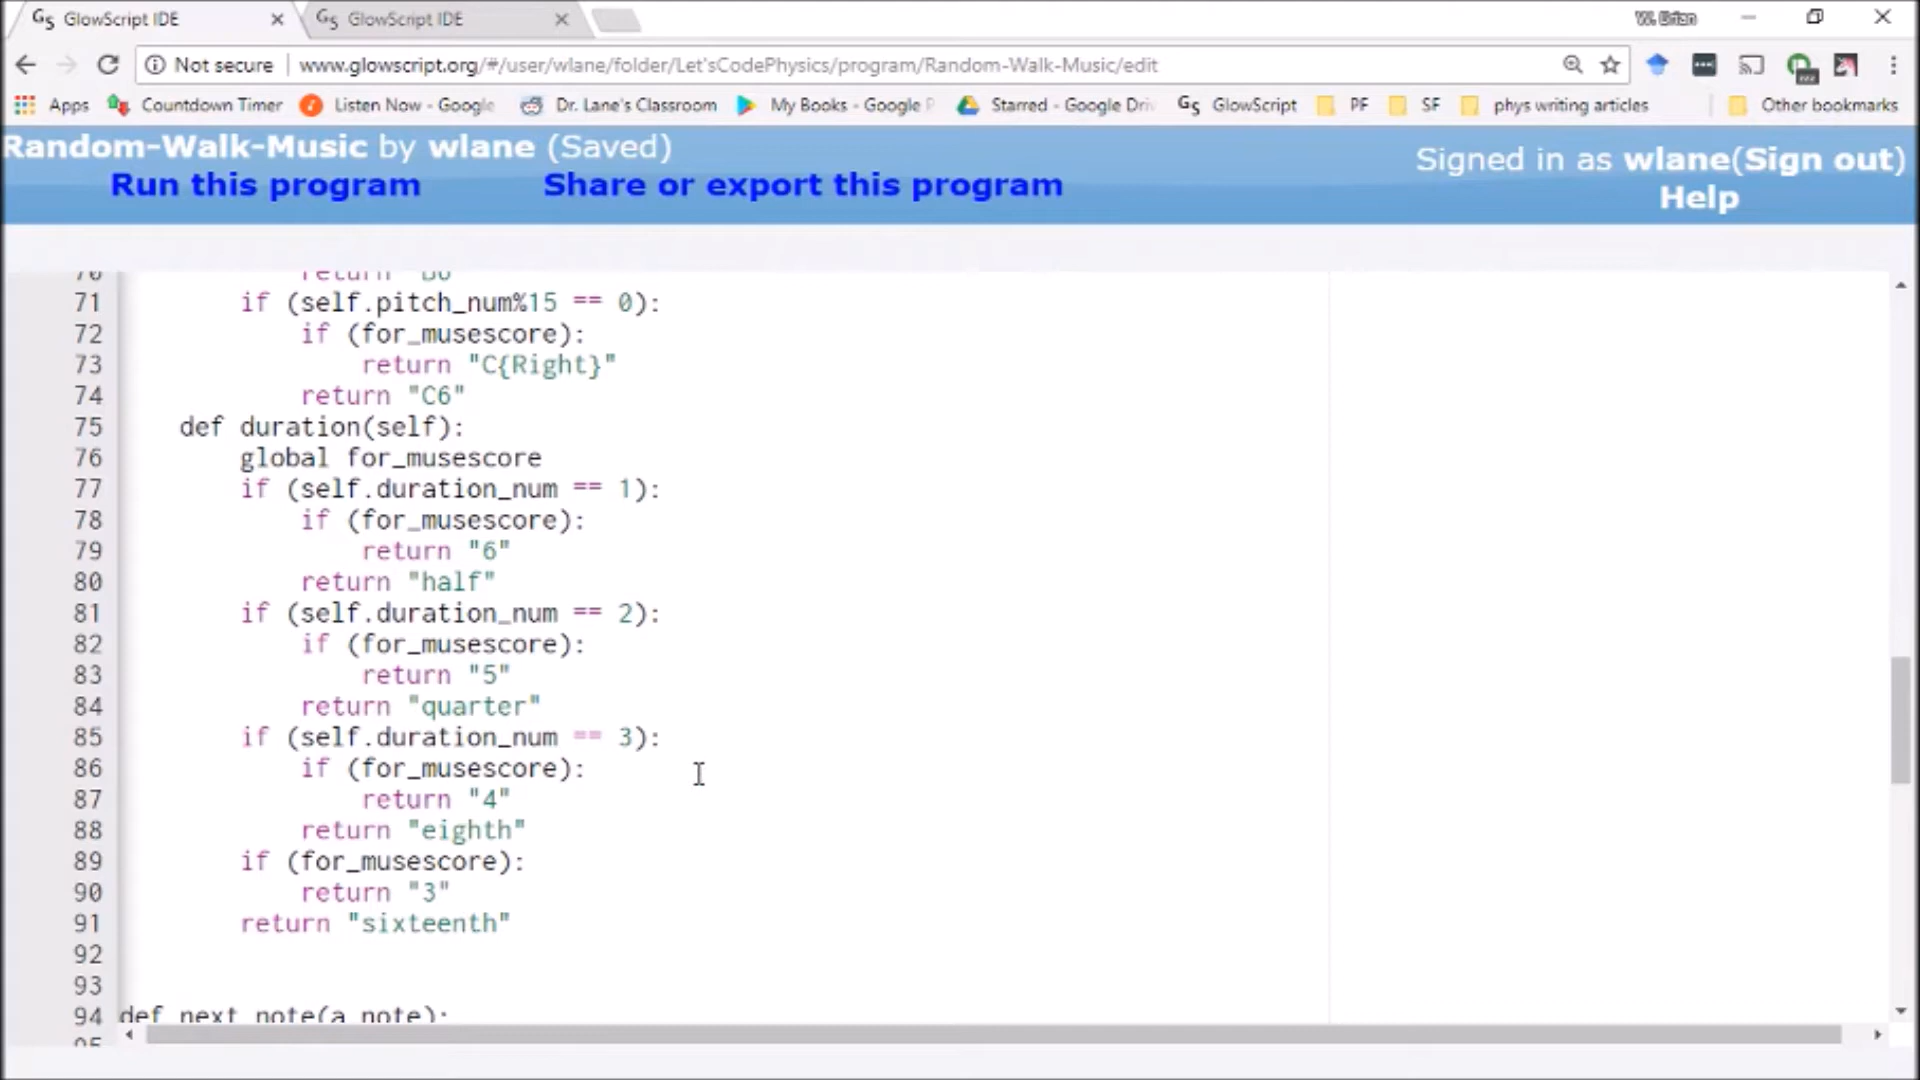 GlowScript IDE
GlowScript IDE
W. Brian
Not secure | www.glowscript.org/#/user/wlane/folder/Let'sCodePhysics/program/Random-Walk-Music/edit
Apps Countdown Timer Listen Now - Google Dr. Lane's Classroom My Books - Google P Starred - Google Driv GlowScript PF SF phys writing articles Other bookmarks
Random-Walk-Music by wlane (Saved)
Signed in as wlane(Sign out)
Run this program Share or export this program
Help
70 return
71 if (self.pitch_num%15 == 0):
72 if (for_musescore):
73 return "C{Right}"
74 return "C6"
75 def duration(self):
76 global for_musescore
77 if (self.duration_num == 1):
78 if (for_musescore):
79 return "6"
80 return "half"
81 if (self.duration_num == 2):
82 if (for_musescore):
83 return "5"
84 return "quarter"
85 if (self.duration_num == 3):
86 if (for_musescore):
87 return "4"
88 return "eighth"
89 if (for_musescore):
90 return "3"
91 return "sixteenth"
92
93
94 def next_note(a_note):
95